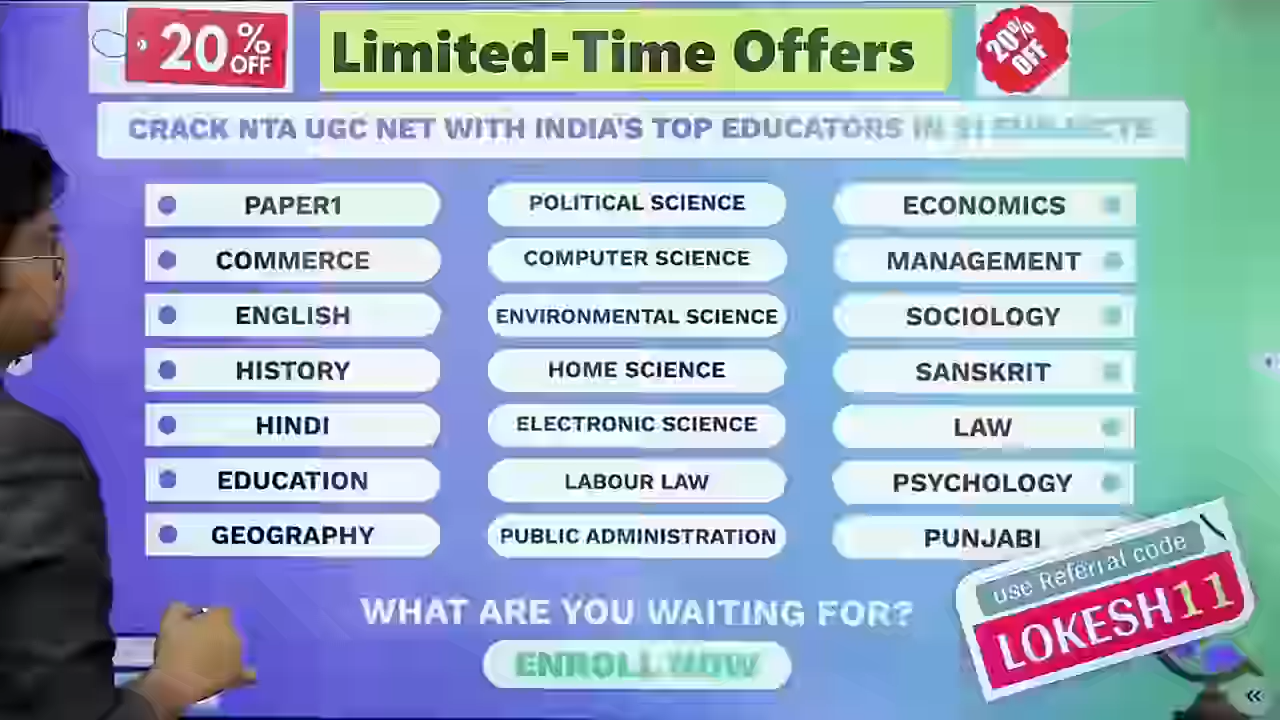 20% OFF
Limited-Time Offers
20% OFF
CRACK NTA UGC NET WITH INDIA'S TOP EDUCATORS IN
PAPER1
POLITICAL SCIENCE
ECONOMICS
COMMERCE
COMPUTER SCIENCE
MANAGEMENT
ENGLISH
ENVIRONMENTAL SCIENCE
SOCIOLOGY
HISTORY
HOME SCIENCE
SANSKRIT
HINDI
ELECTRONIC SCIENCE
LAW
EDUCATION
LABOUR LAW
PSYCHOLOGY
GEOGRAPHY
PUBLIC ADMINISTRATION
PUNJABI
use Referral code
LOKESH11
WHAT ARE YOU WAITING FOR?
ENROLL NOW